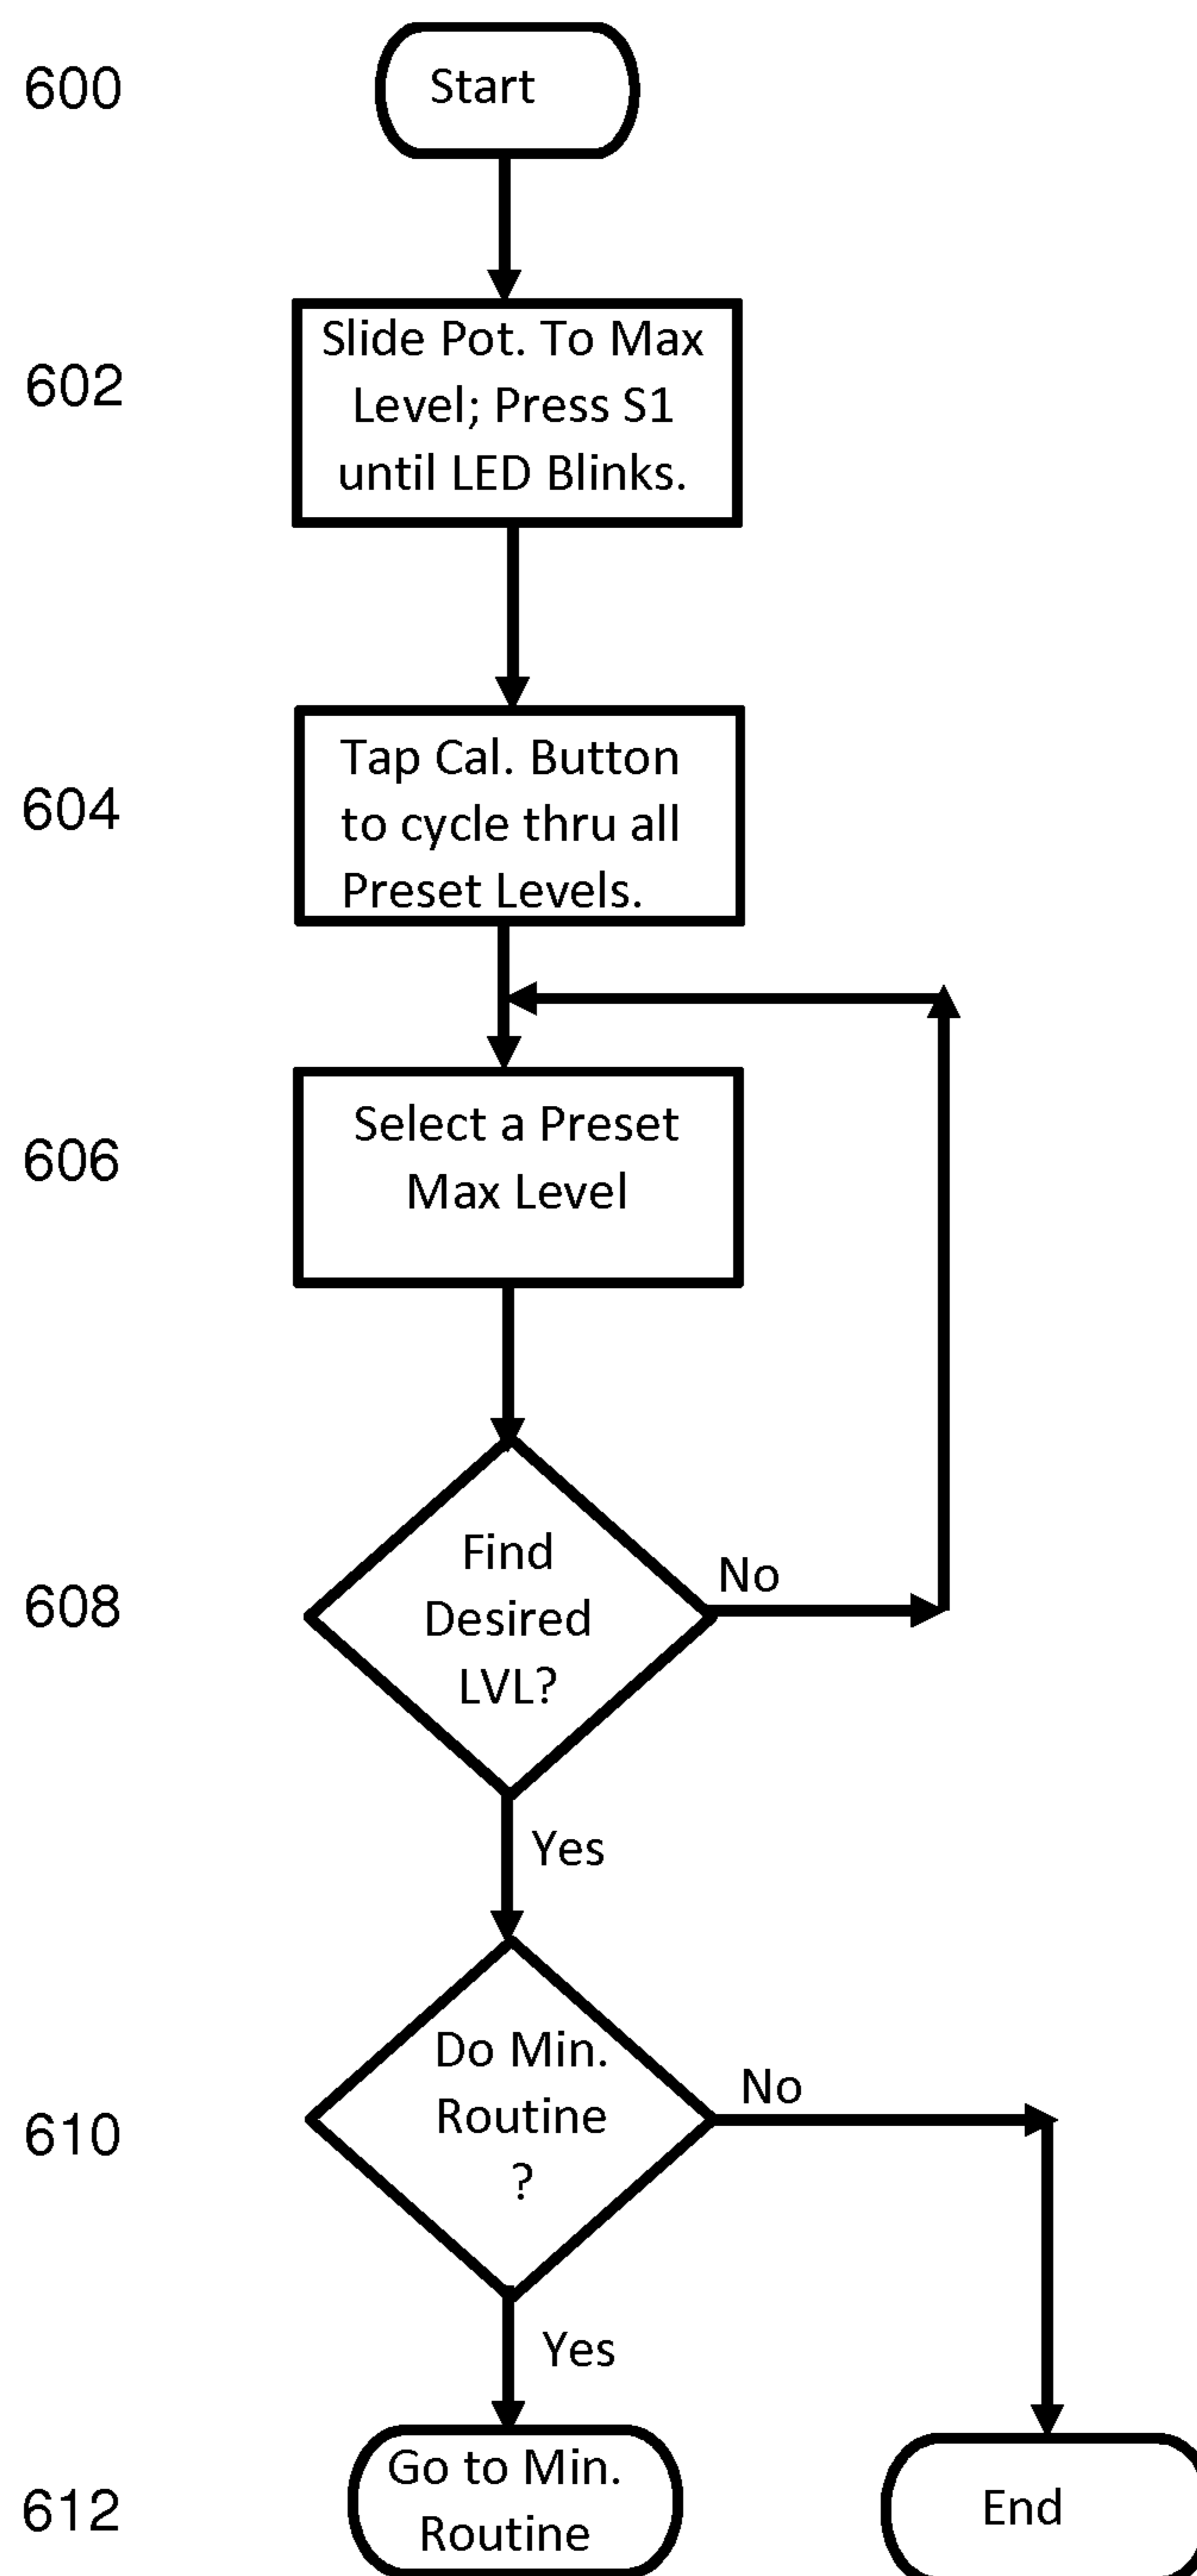 600
Start
602
Slide Pot. To Max
Level; Press S1
until LED Blinks.
604
Tap Cal. Button
to cycle thru all
Preset Levels.
606
Select a Preset
Max Level
608
Find
Desired
LVL?
No
Yes
610
Do Min.
Routine
?
No
Yes
612
Go to Min.
Routine
End